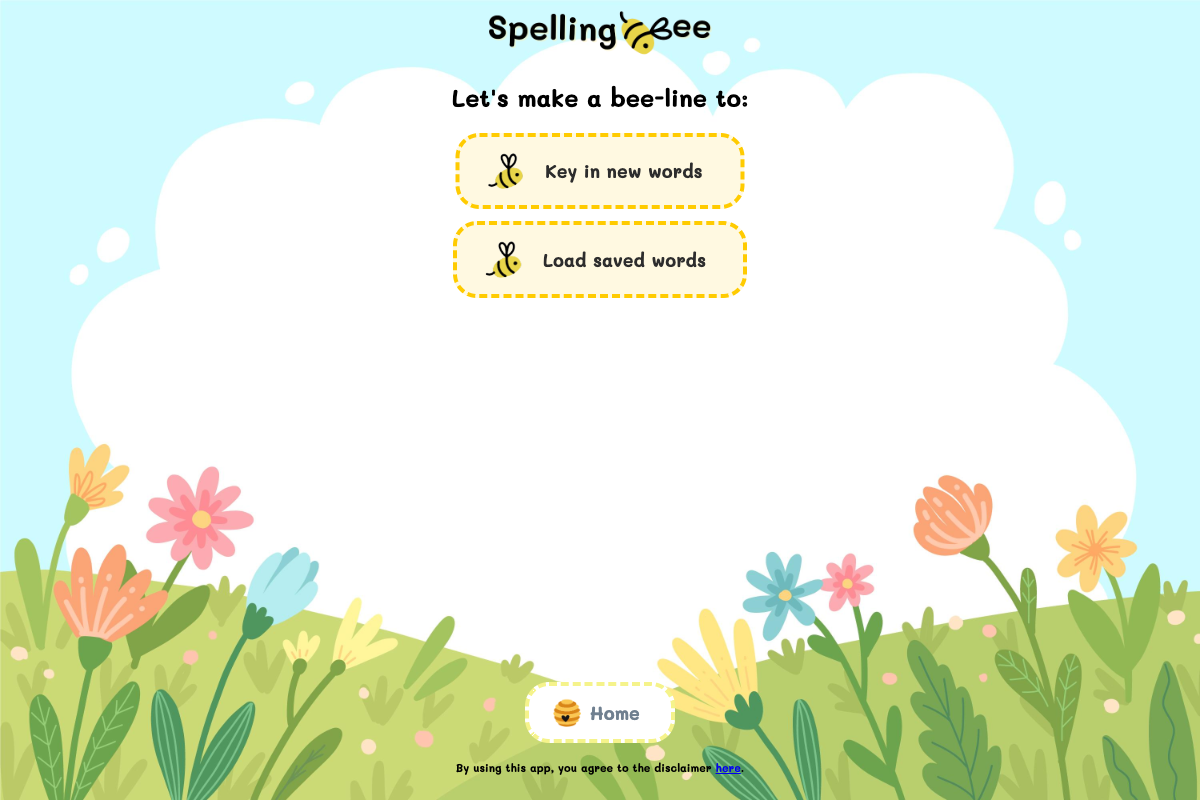 Spelling Bee
Let's make a bee-line to:
Key in new words
Load saved words
Home
By using this app, you agree to the disclaimer here.